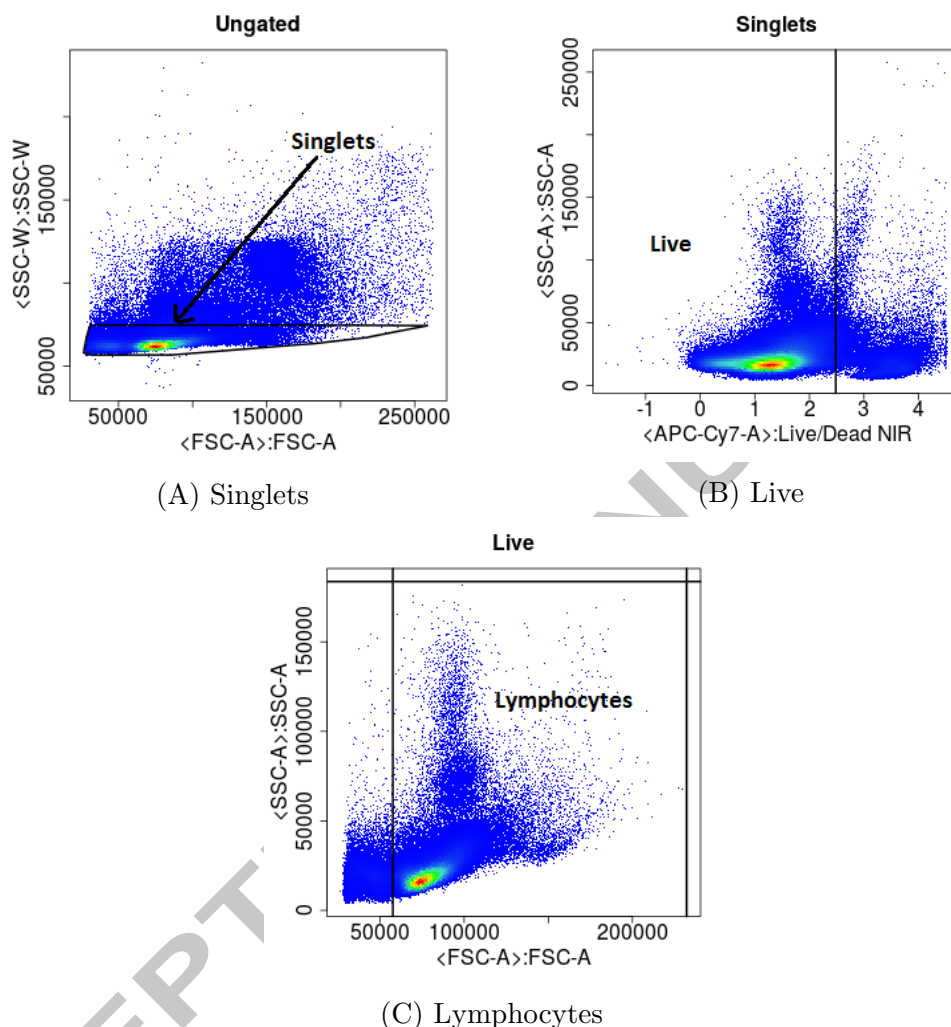 Ungated
Singlets
<SSC-W>:SSC-W
50000
150000
50000
150000
250000
<FSC-A>:FSC-A
(A) Singlets
Singlets
Live
<SSC-A>:SSC-A
0
50000
150000
250000
-1
0
1
2
3
4
<APC-Cy7-A>:Live/Dead NIR
(B) Live
Live
Lymphocytes
<SSC-A>:SSC-A
0
50000
100000
150000
50000
100000
200000
<FSC-A>:FSC-A
(C) Lymphocytes